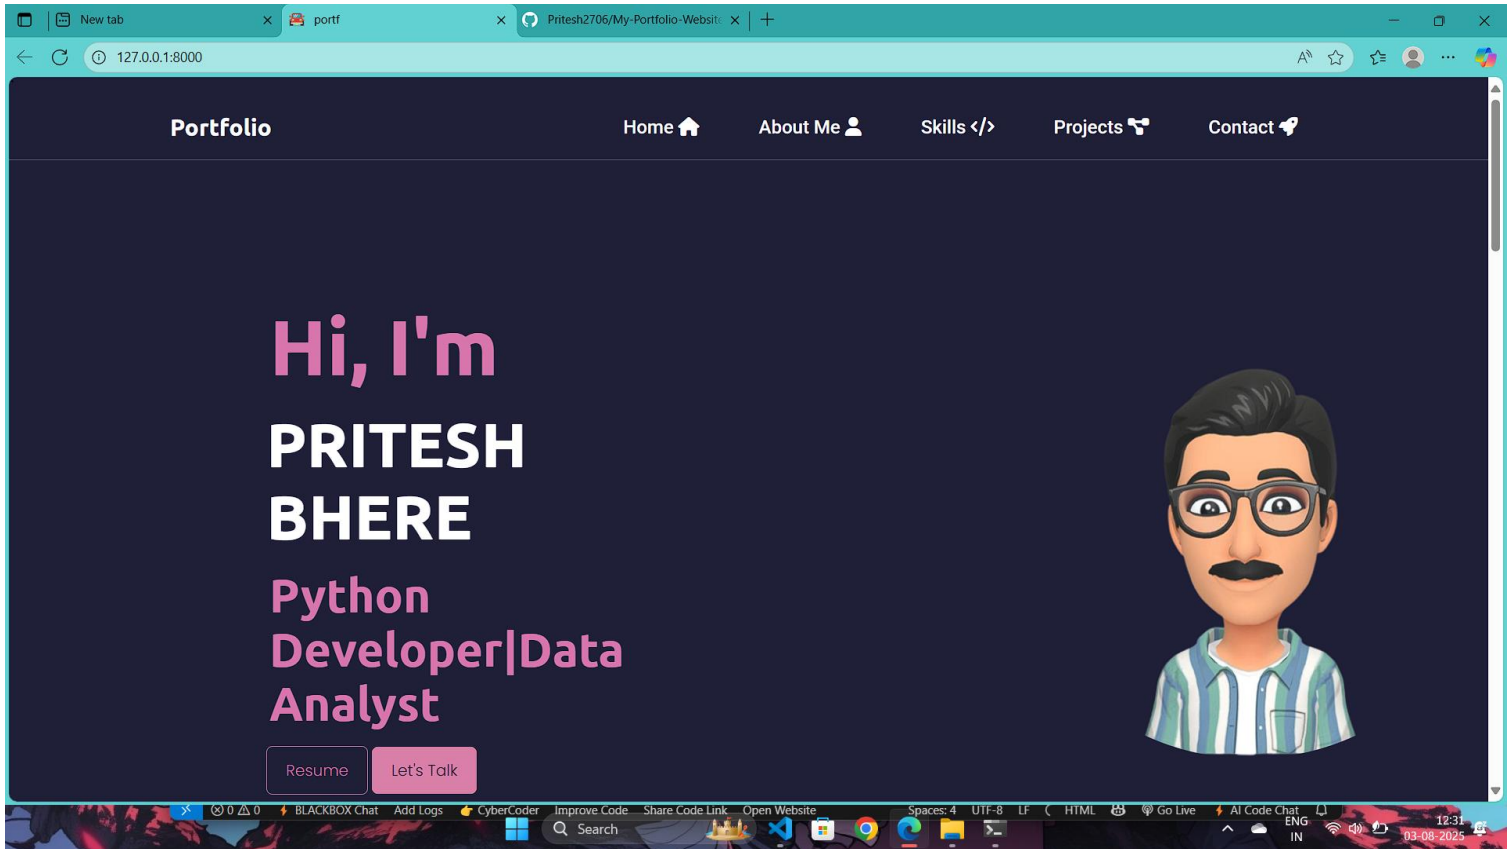 New tab
portf
Pritesh2706/My-Portfolio-Website
127.0.0.1:8000
Portfolio
Home
About Me
Skills </>
Projects
Contact
Hi, I'm
PRITESH
BHERE
Python
Developer|Data
Analyst
Resume
Let's Talk
0 0
BLACKBOX Chat
Add Logs
CyberCoder
Improve Code
Share Code Link
Open Website
Spaces: 4
UTF-8
LF
HTML
Go Live
AI Code Chat
Search
ENG
IN
12:31
03-08-2025